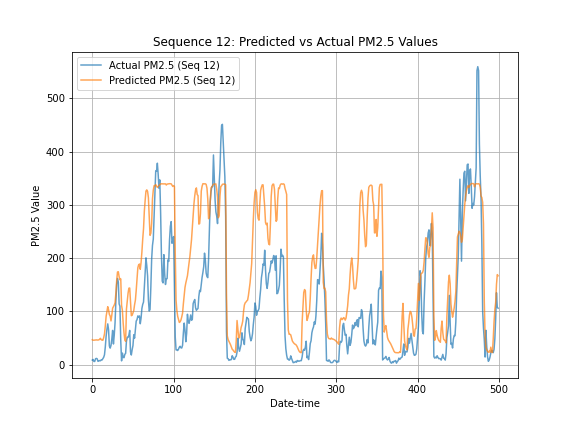 Sequence 12: Predicted vs Actual PM2.5 Values
Actual PM2.5 (Seq 12)
Predicted PM2.5 (Seq 12)
PM2.5 Value
500
400
300
200
100
0
0 100 200 300 400 500
Date-time